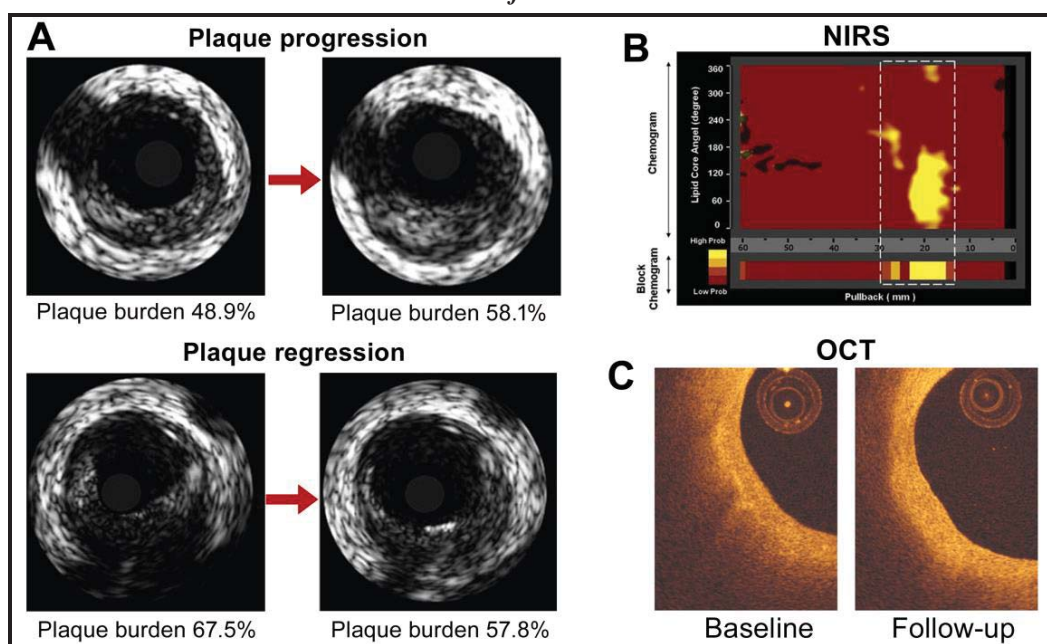 A
Plaque progression
Plaque burden 48.9%
Plaque burden 58.1%
Plaque regression
Plaque burden 67.5%
Plaque burden 57.8%
B
NIRS
Chemogram
Lipid Core Angel (degree)
360
300
240
180
120
60
0
High Prob
Low Prob
Block
Chemogram
60
50
40
30
20
10
0
Pullback ( mm )
OCT
C
Baseline
Follow-up